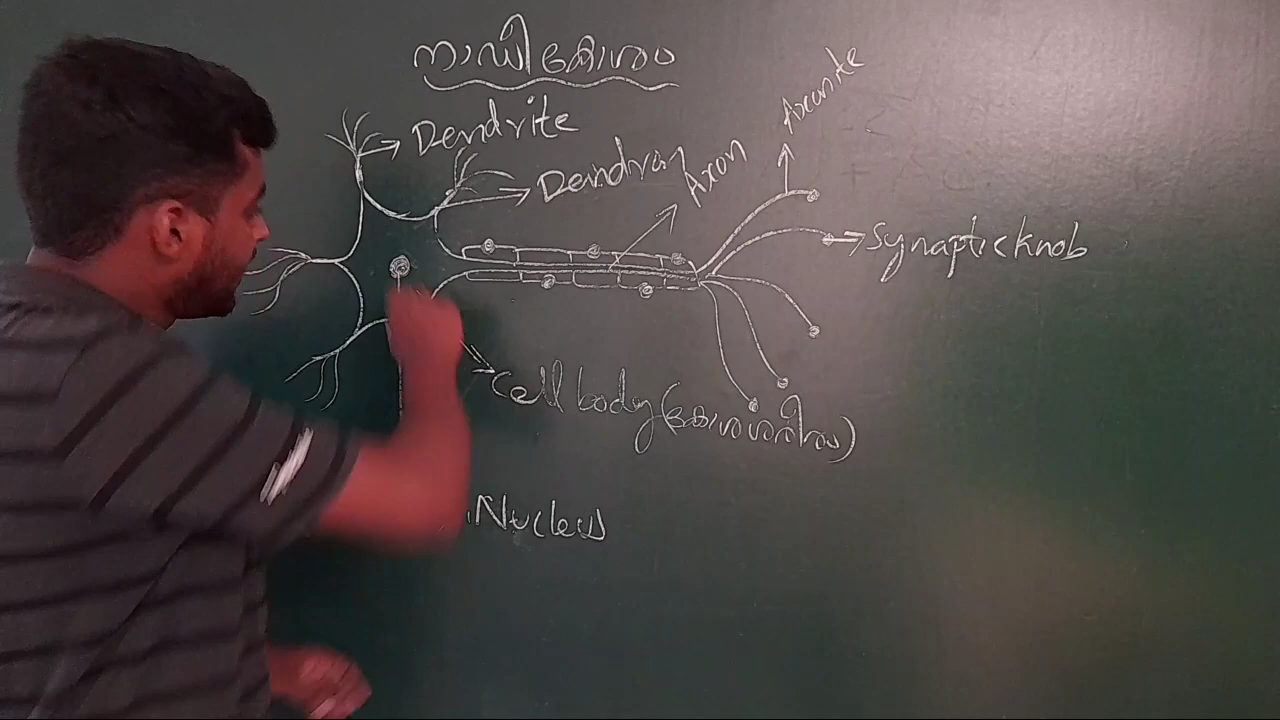 നാഡീകോശം
Axonite
Dendrite
Dendron
Axon
Synaptic knob
Cell body (കോശശരീരം)
Nucleus